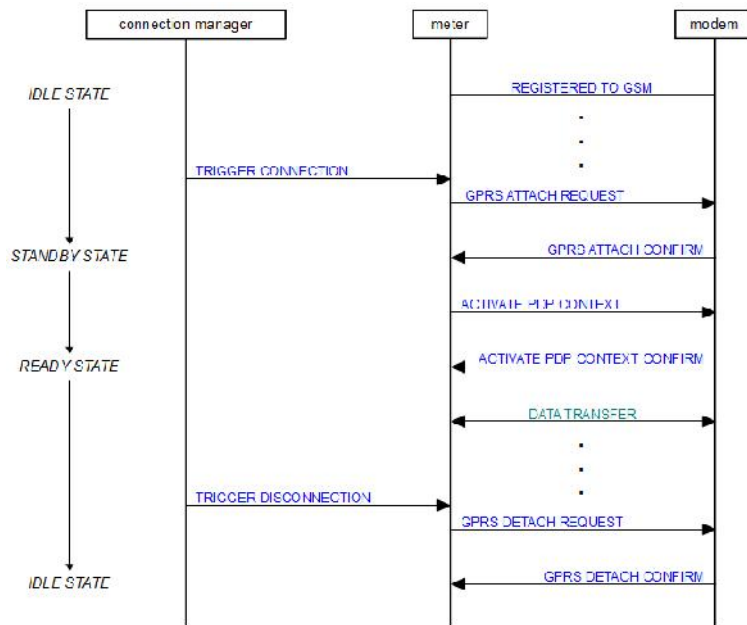 connection manager meter modem
IDLE STATE REGISTERED TO GSM
TRIGGER CONNECTION
GPRS ATTACH REQUEST
STANDBY STATE GPRS ATTACH CONFIRM
ACTIVATE PDP CONTEXT
READY STATE ACTIVATE PDP CONTEXT CONFIRM
DATA TRANSFER
TRIGGER DISCONNECTION
GPRS DETACH REQUEST
IDLE STATE GPRS DETACH CONFIRM